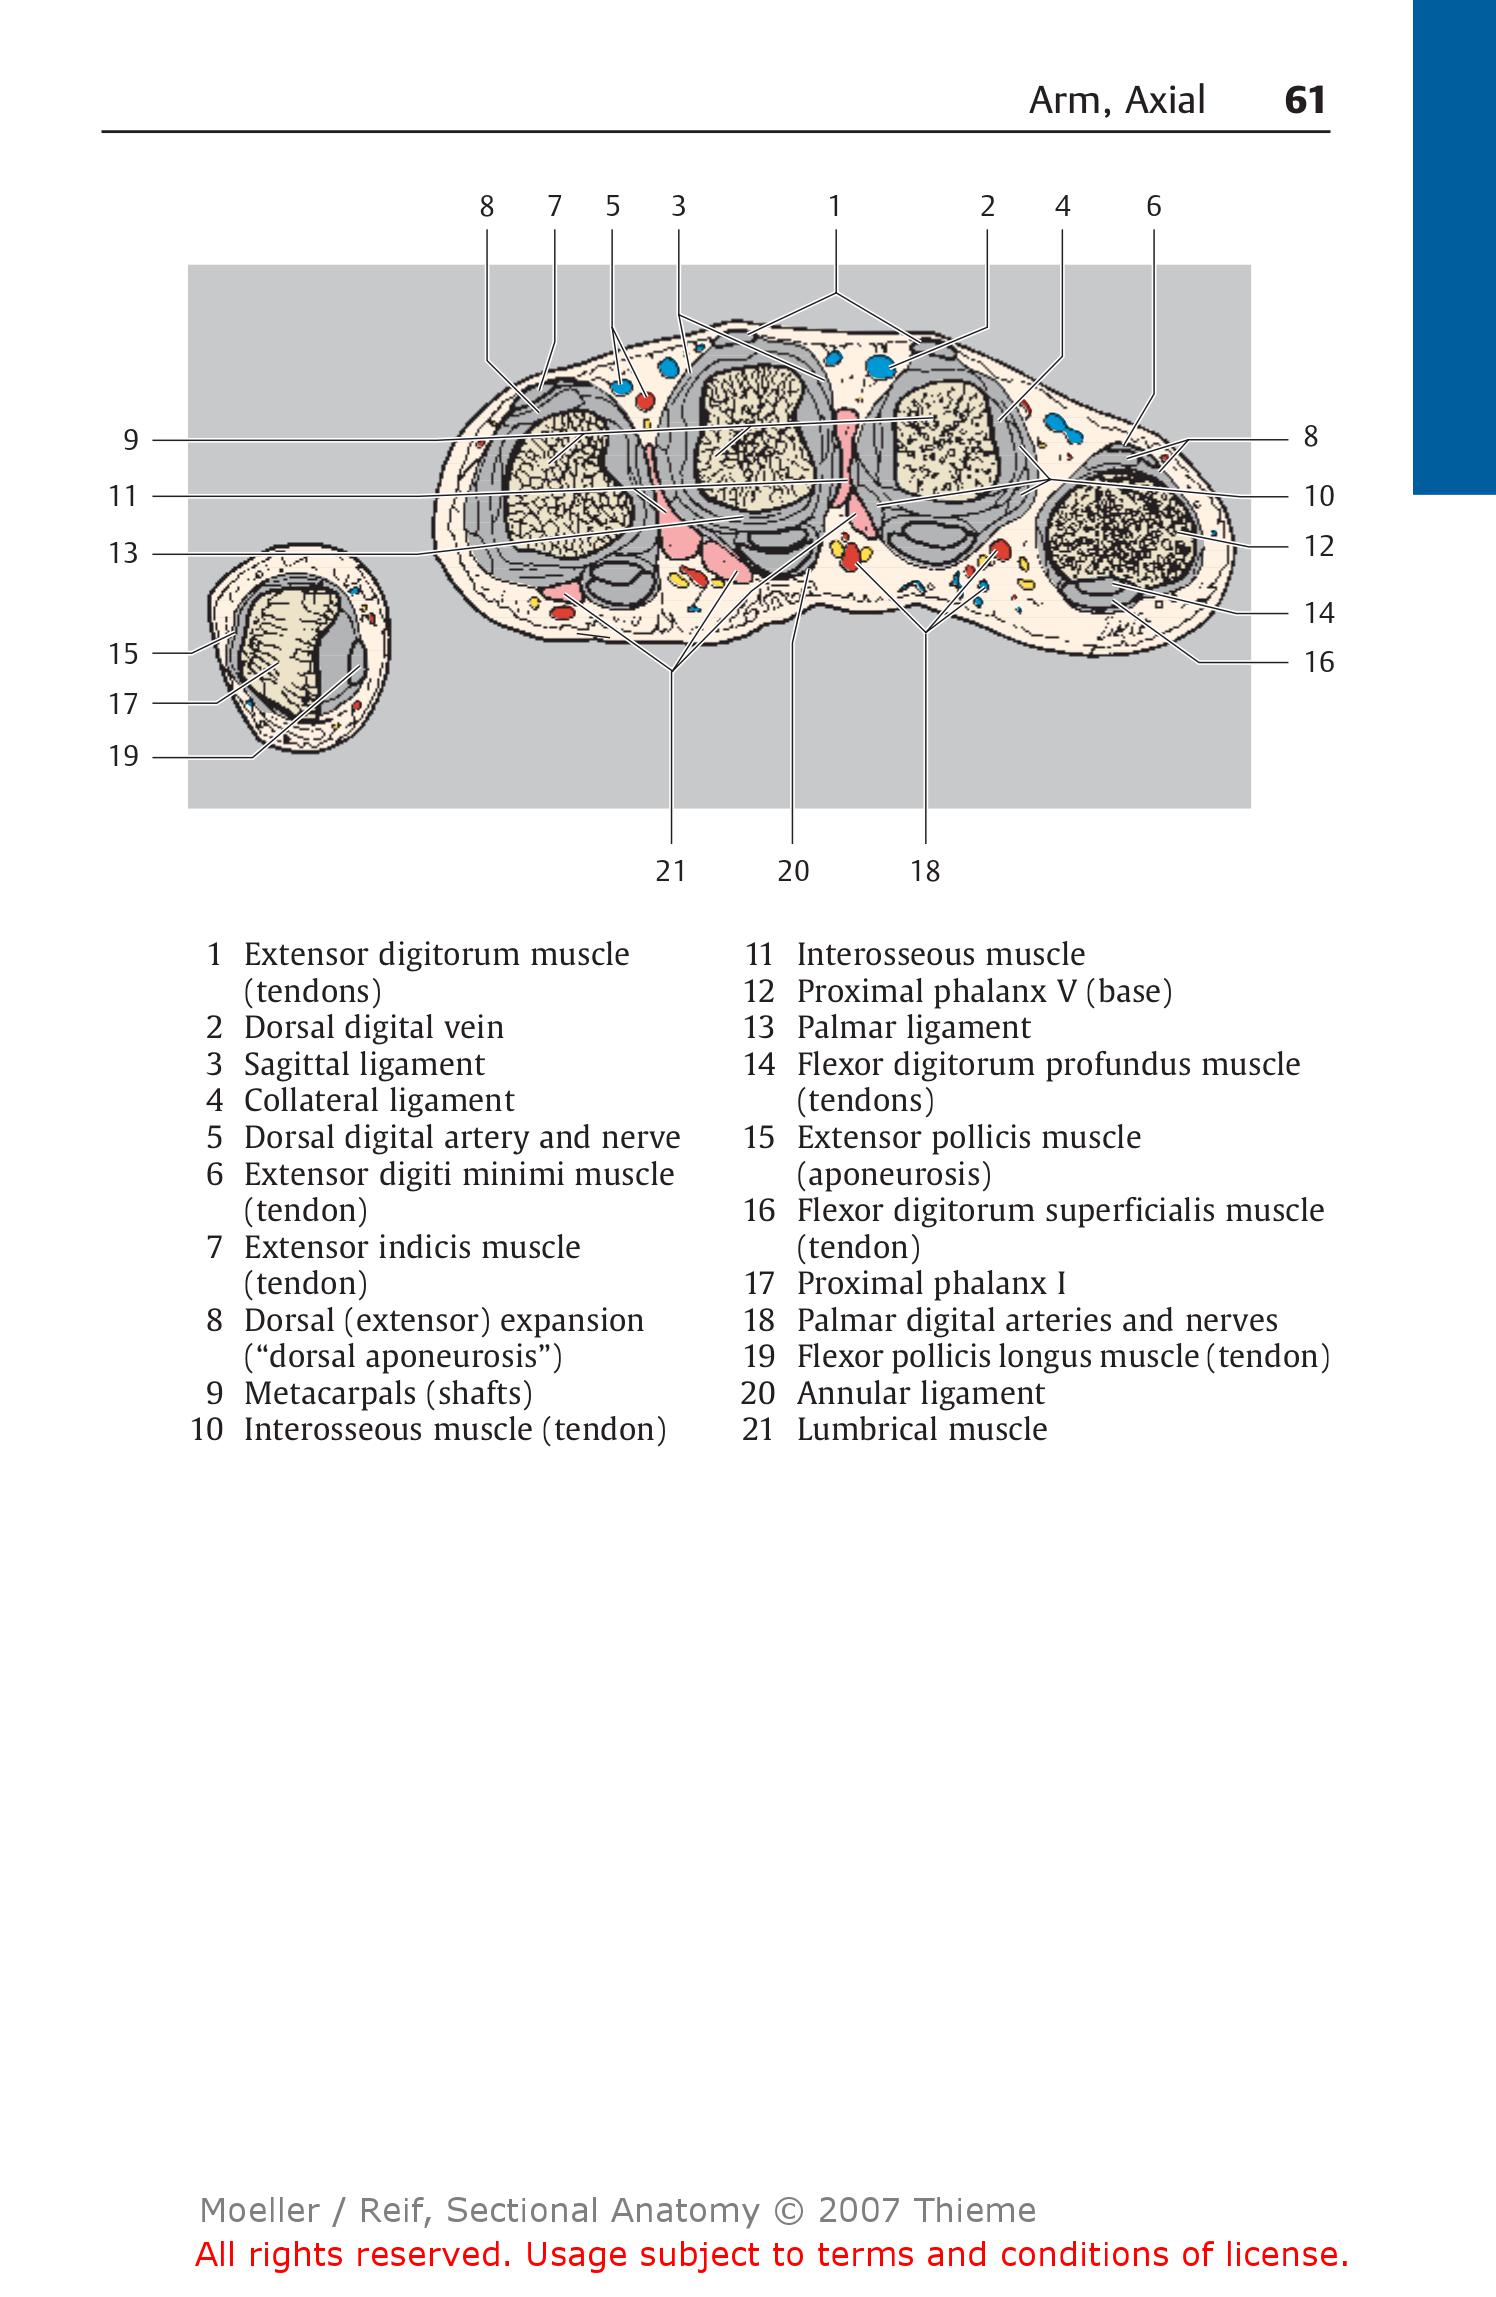 Arm, Axial 61
8 7 5 3 1 2 4 6
9
8
11
10
13
12
14
15
16
17
19
21 20 18
1 Extensor digitorum muscle
(tendons)
2 Dorsal digital vein
3 Sagittal ligament
4 Collateral ligament
5 Dorsal digital artery and nerve
6 Extensor digiti minimi muscle
(tendon)
7 Extensor indicis muscle
(tendon)
8 Dorsal (extensor) expansion
(“dorsal aponeurosis”)
9 Metacarpals (shafts)
10 Interosseous muscle (tendon)
11 Interosseous muscle
12 Proximal phalanx V (base)
13 Palmar ligament
14 Flexor digitorum profundus muscle
(tendons)
15 Extensor pollicis muscle
(aponeurosis)
16 Flexor digitorum superficialis muscle
(tendon)
17 Proximal phalanx I
18 Palmar digital arteries and nerves
19 Flexor pollicis longus muscle (tendon)
20 Annular ligament
21 Lumbrical muscle
Moeller / Reif, Sectional Anatomy © 2007 Thieme
All rights reserved. Usage subject to terms and conditions of license.